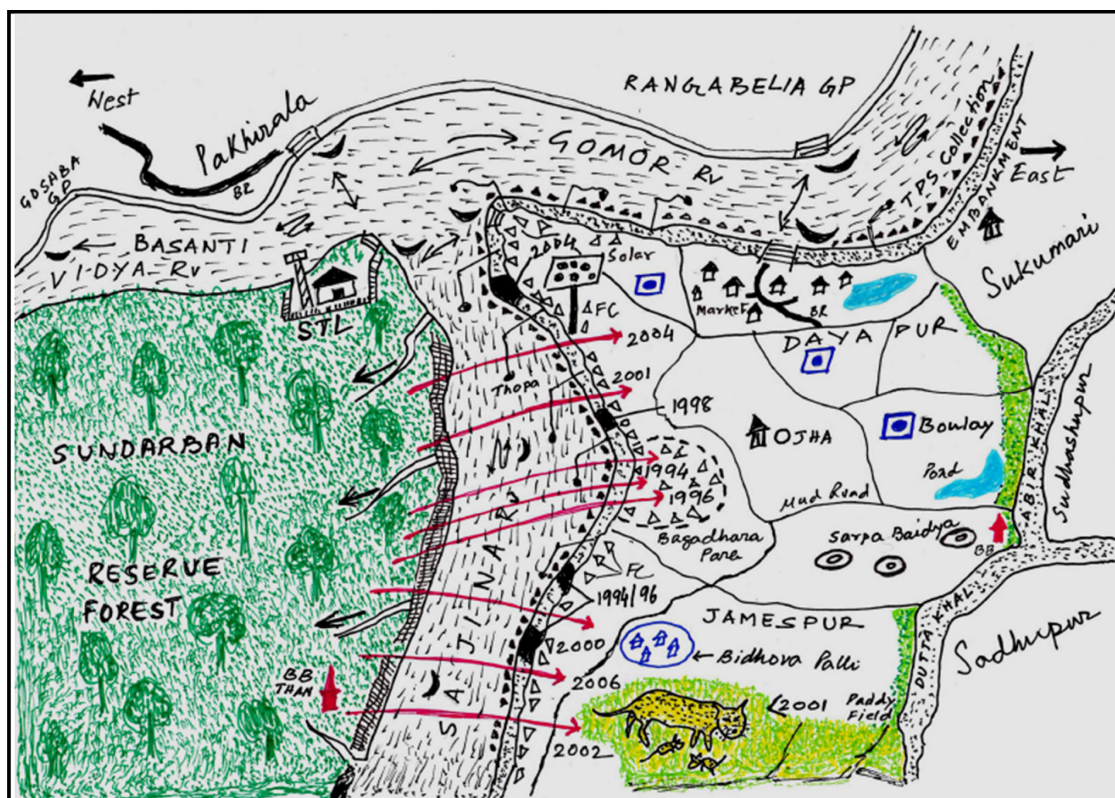 West
Pakhirala
BR
GOSABA
GP
RANGABELIA GP
GOMOR RV
TPS Collection
EMBANKMENT
East
BASANTI
VIDYA RV
STL
2004
Solar
FC
Market
BR
Sukumari
DAYAPUR
2004
2001
Thopa
1998
OJHA
Bowlay
Pond
SUNDARBAN
1994
1996
Bagadhara
Para
Mud Road
ABIR KHAL
Sudhashupur
BB
Sarpa Baidya
RESERVE
FOREST
FC
1994/96
SAJINA RV
2000
JAMESPUR
Bidhova Palli
DUTTA KHAL
Sadhupur
BB
THAN
2006
2001
Paddy
Field
2002